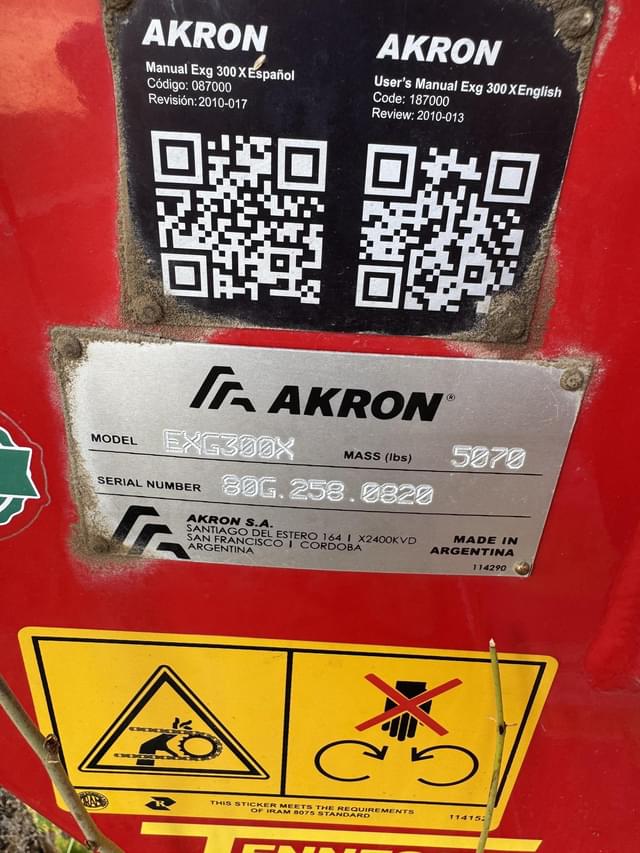 AKRON
Manual Exg 300 X Español
Código: 087000
Revisión: 2010-017
AKRON
User's Manual Exg 300 X English
Code: 187000
Review: 2010-013
AKRON®
MODEL EXG300X MASS (lbs) 5070
SERIAL NUMBER 80G.258.0820
AKRON S.A.
SANTIAGO DEL ESTERO 164 | X2400KVD
SAN FRANCISCO | CORDOBA
ARGENTINA
MADE IN
ARGENTINA
114290
THIS STICKER MEETS THE REQUIREMENTS
OF IRAM 8075 STANDARD
114152